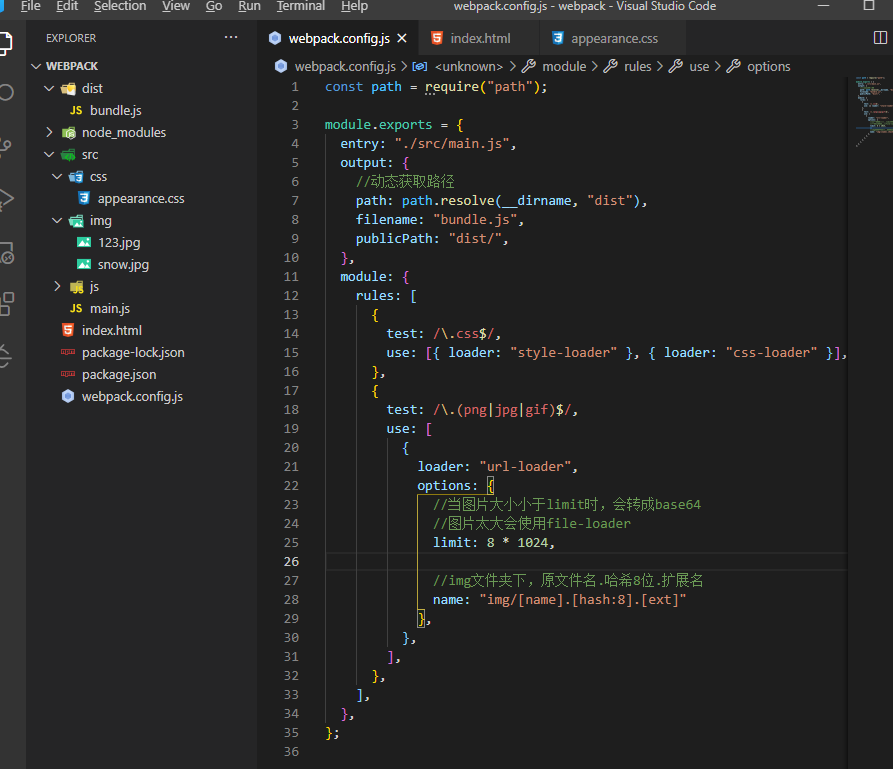 File Edit Selection View Go Run Terminal Help webpack.config.js - webpack - Visual Studio Code
EXPLORER ···
WEBPACK
dist
JS bundle.js
node_modules
src
css
appearance.css
img
123.jpg
snow.jpg
js
JS main.js
index.html
package-lock.json
package.json
webpack.config.js
webpack.config.js index.html appearance.css
webpack.config.js > <unknown> > module > rules > use > options
1 const path = require("path");
2
3 module.exports = {
4 entry: "./src/main.js",
5 output: {
6 //动态获取路径
7 path: path.resolve(__dirname, "dist"),
8 filename: "bundle.js",
9 publicPath: "dist/",
10 },
11 module: {
12 rules: [
13 {
14 test: /\.css$/,
15 use: [{ loader: "style-loader" }, { loader: "css-loader" }],
16 },
17 {
18 test: /\.(png|jpg|gif)$/,
19 use: [
20 {
21 loader: "url-loader",
22 options: {
23 //当图片大小小于limit时，会转成base64
24 //图片太大会使用file-loader
25 limit: 8 * 1024,
26
27 //img文件夹下，原文件名.哈希8位.扩展名
28 name: "img/[name].[hash:8].[ext]"
29 },
30 },
31 ],
32 },
33 ],
34 },
35 };
36